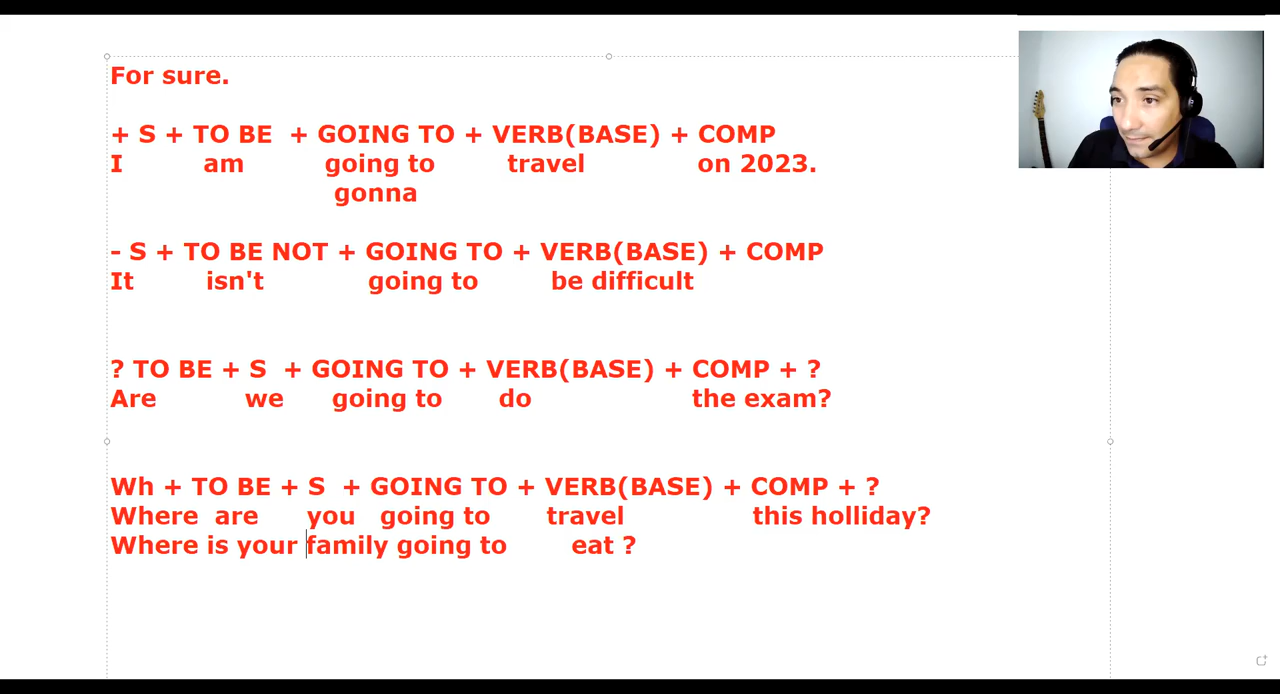 For sure.
+ S + TO BE + GOING TO + VERB(BASE) + COMP
I am going to travel on 2023.
gonna
- S + TO BE NOT + GOING TO + VERB(BASE) + COMP
It isn't going to be difficult
? TO BE + S + GOING TO + VERB(BASE) + COMP + ?
Are we going to do the exam?
Wh + TO BE + S + GOING TO + VERB(BASE) + COMP + ?
Where are you going to travel this holliday?
Where is your family going to eat ?